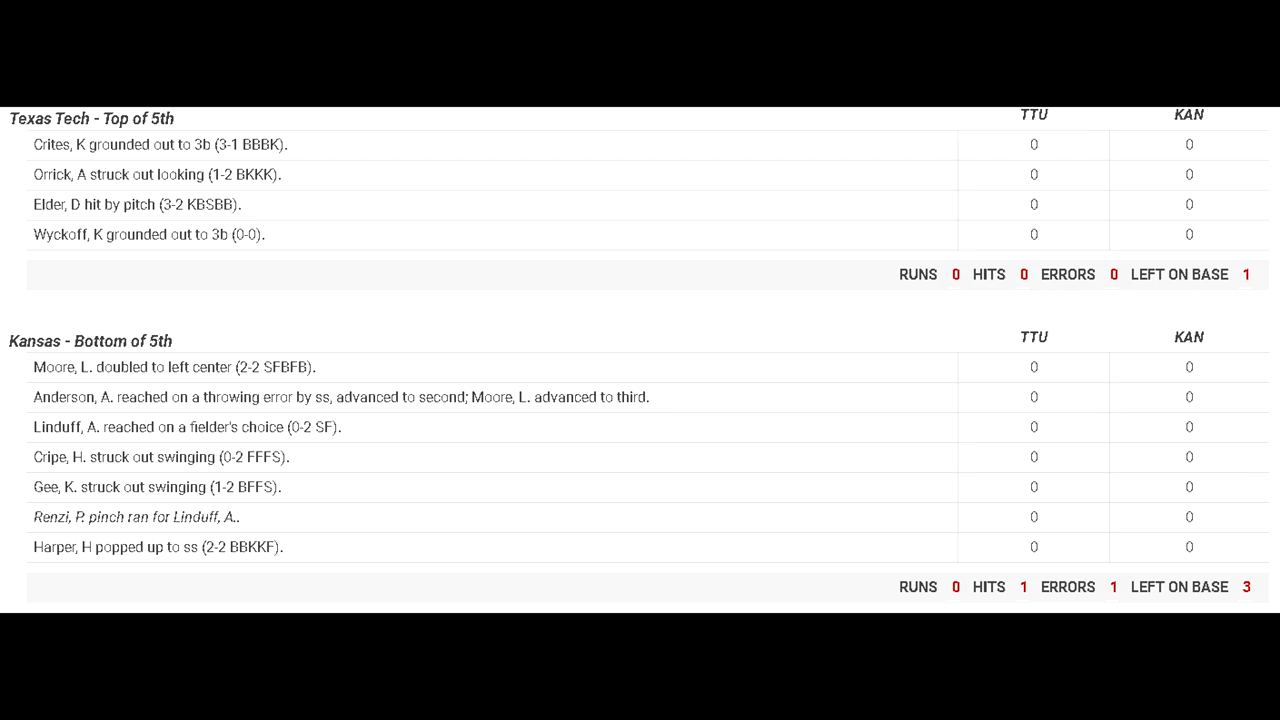 Texas Tech - Top of 5th TTU KAN
Crites, K grounded out to 3b (3-1 BBBK). 0 0
Orrick, A struck out looking (1-2 BKKK). 0 0
Elder, D hit by pitch (3-2 KBSBB). 0 0
Wyckoff, K grounded out to 3b (0-0). 0 0
RUNS 0 HITS 0 ERRORS 0 LEFT ON BASE 1
Kansas - Bottom of 5th TTU KAN
Moore, L. doubled to left center (2-2 SFBFB). 0 0
Anderson, A. reached on a throwing error by ss, advanced to second; Moore, L. advanced to third. 0 0
Linduff, A. reached on a fielder's choice (0-2 SF). 0 0
Cripe, H. struck out swinging (0-2 FFFS). 0 0
Gee, K. struck out swinging (1-2 BFFS). 0 0
Renzi, P. pinch ran for Linduff, A.. 0 0
Harper, H popped up to ss (2-2 BBKKF). 0 0
RUNS 0 HITS 1 ERRORS 1 LEFT ON BASE 3